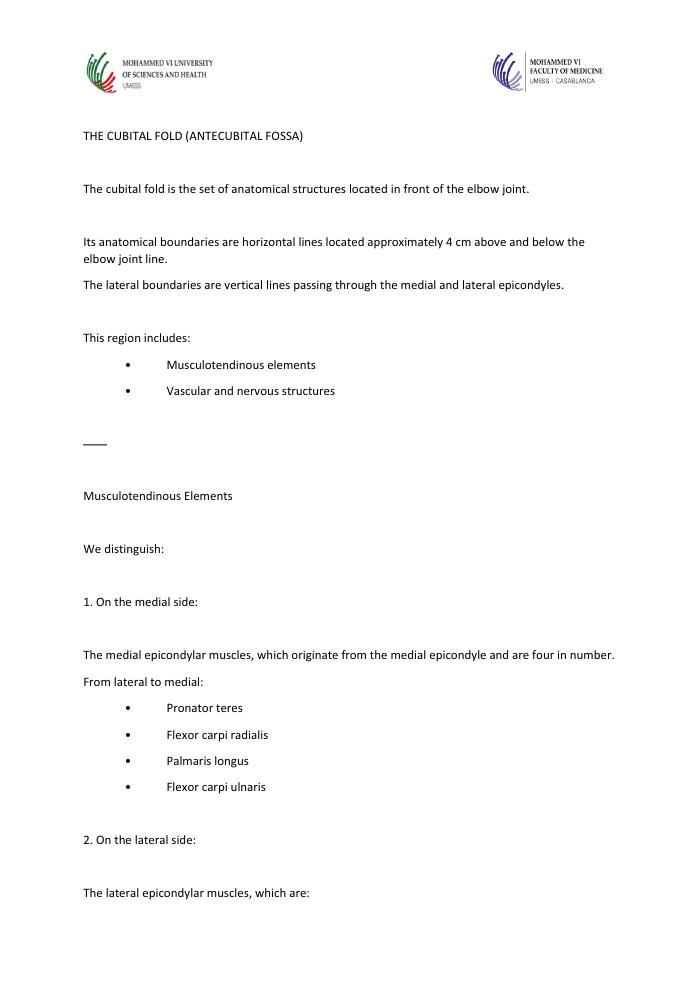 MOHAMMED VI UNIVERSITY
OF SCIENCES AND HEALTH
UM6SS
MOHAMMED VI
FACULTY OF MEDICINE
UM6SS - CASABLANCA
THE CUBITAL FOLD (ANTECUBITAL FOSSA)
The cubital fold is the set of anatomical structures located in front of the elbow joint.
Its anatomical boundaries are horizontal lines located approximately 4 cm above and below the
elbow joint line.
The lateral boundaries are vertical lines passing through the medial and lateral epicondyles.
This region includes:
• Musculotendinous elements
• Vascular and nervous structures
Musculotendinous Elements
We distinguish:
1. On the medial side:
The medial epicondylar muscles, which originate from the medial epicondyle and are four in number.
From lateral to medial:
• Pronator teres
• Flexor carpi radialis
• Palmaris longus
• Flexor carpi ulnaris
2. On the lateral side:
The lateral epicondylar muscles, which are: